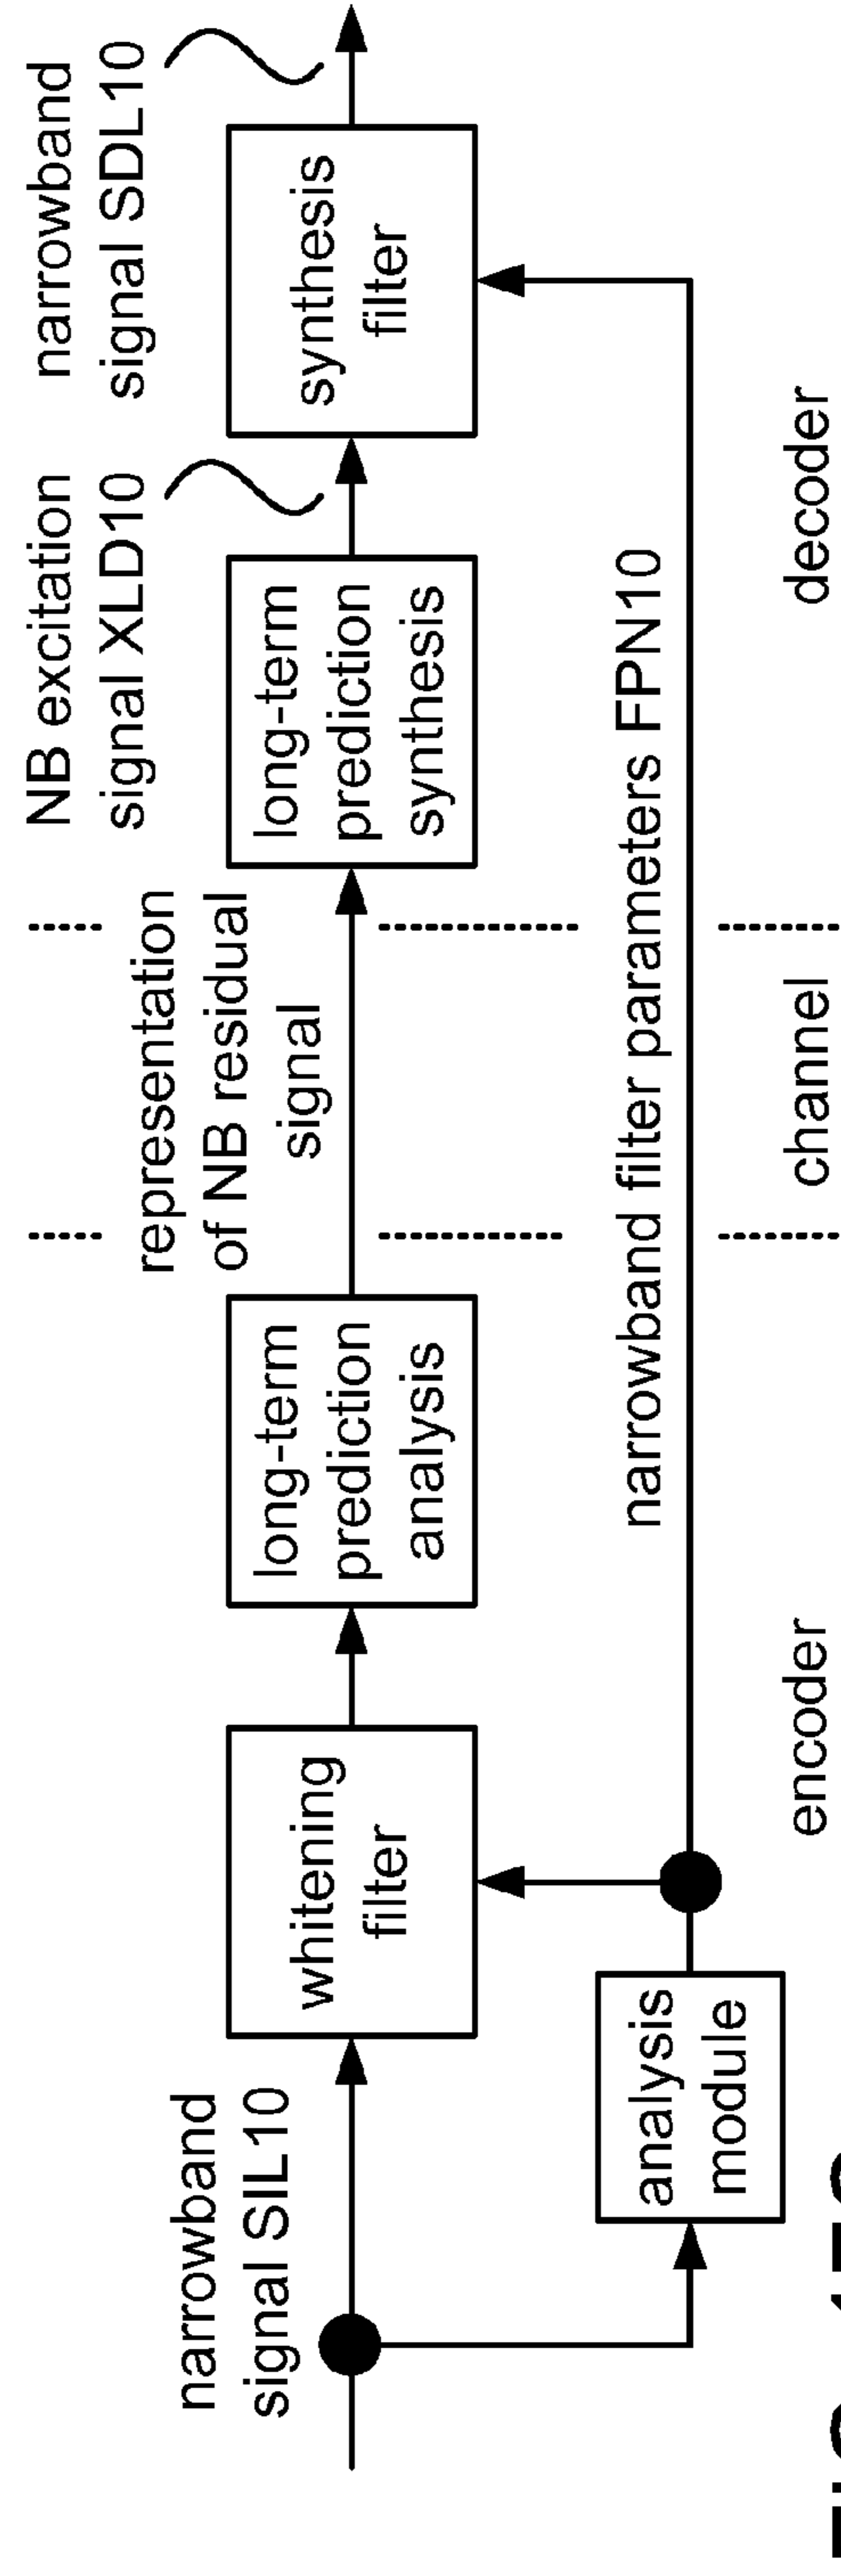 narrowband
signal SIL10
whitening
filter
analysis
module
long-term
prediction
analysis
representation
of NB residual
signal
narrowband filter parameters FPN10
long-term
prediction
synthesis
NB excitation
signal XLD10
synthesis
filter
narrowband
signal SDL10
encoder
channel
decoder